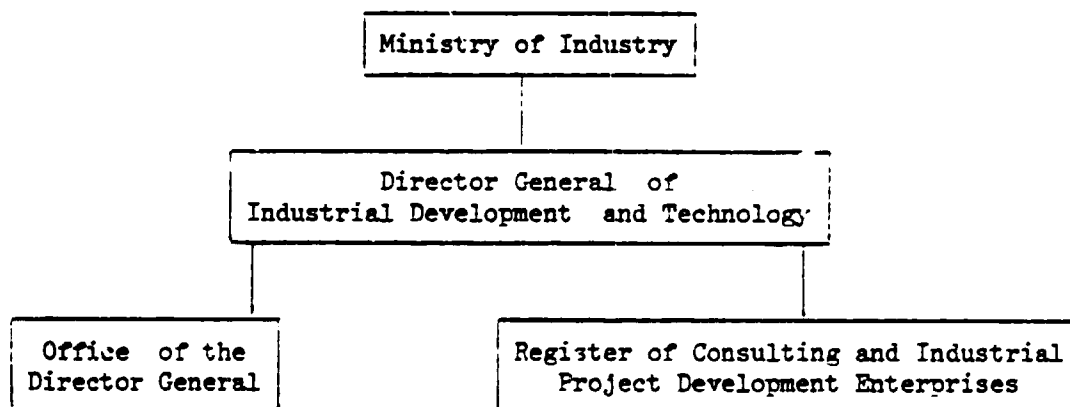 Ministry of Industry
Director General of
Industrial Development and Technology
Office of the
Director General
Register of Consulting and Industrial
Project Development Enterprises